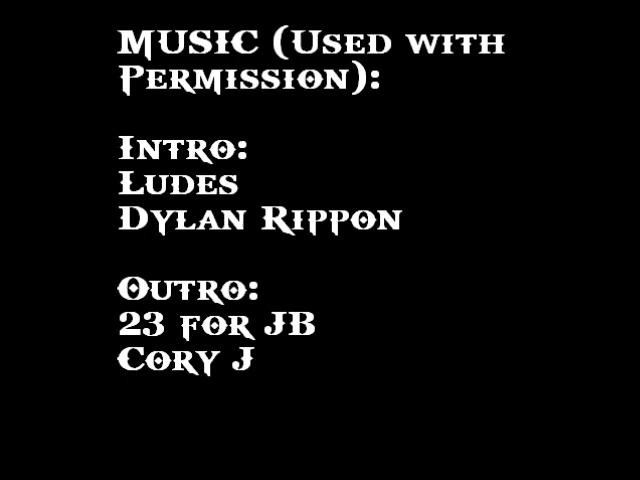 MUSIC (Used with
Permission):
Intro:
Ludes
Dylan Rippon
Outro:
23 for JB
Cory J